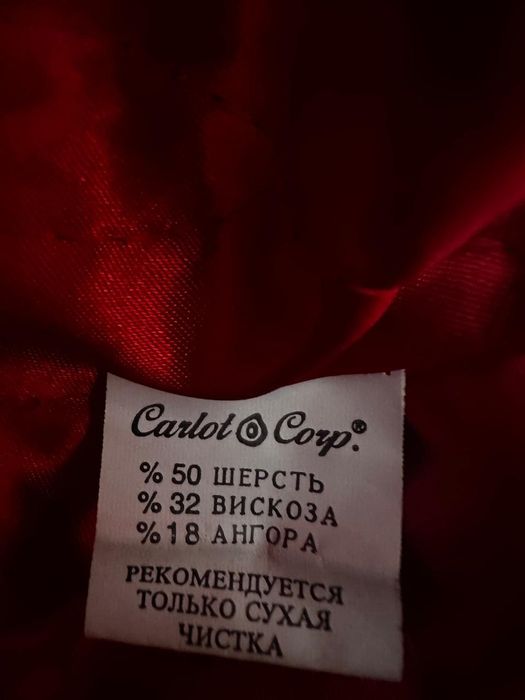 Carlot Corp.®
% 50 ШЕРСТЬ
% 32 ВИСКОЗА
% 18 АНГОРА
РЕКОМЕНДУЕТСЯ
ТОЛЬКО СУХАЯ
ЧИСТКА